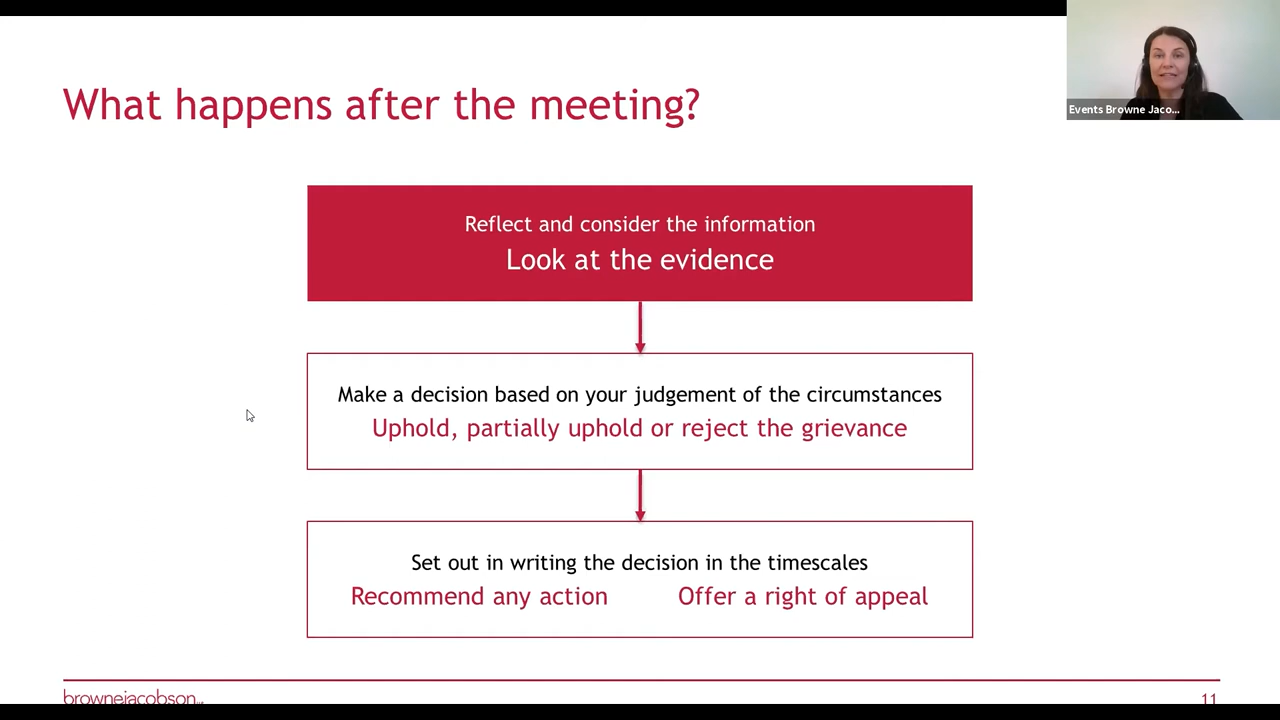 What happens after the meeting?
Events Browne Jaco...
Reflect and consider the information
Look at the evidence
Make a decision based on your judgement of the circumstances
Uphold, partially uphold or reject the grievance
Set out in writing the decision in the timescales
Recommend any action
Offer a right of appeal
brownejacobson
11